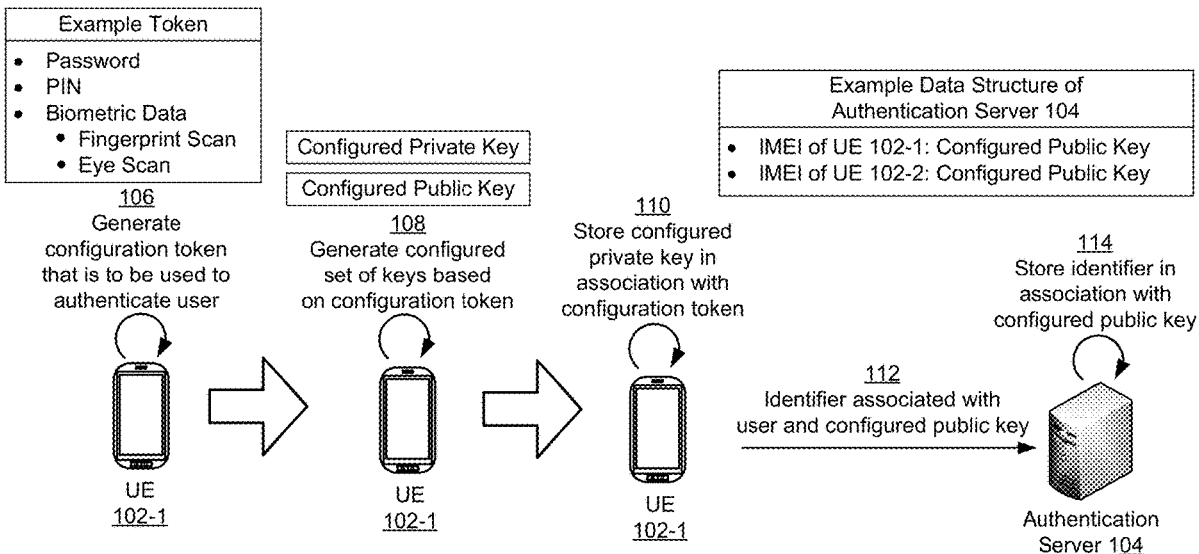 Example Token
• Password
• PIN
• Biometric Data
• Fingerprint Scan
• Eye Scan
106
Generate
configuration token
that is to be used to
authenticate user
UE
102-1
Configured Private Key
Configured Public Key
108
Generate configured
set of keys based
on configuration token
UE
102-1
110
Store configured
private key in
association with
configuration token
UE
102-1
Example Data Structure of
Authentication Server 104
• IMEI of UE 102-1: Configured Public Key
• IMEI of UE 102-2: Configured Public Key
112
Identifier associated with
user and configured public key
114
Store identifier in
association with
configured public key
Authentication
Server 104